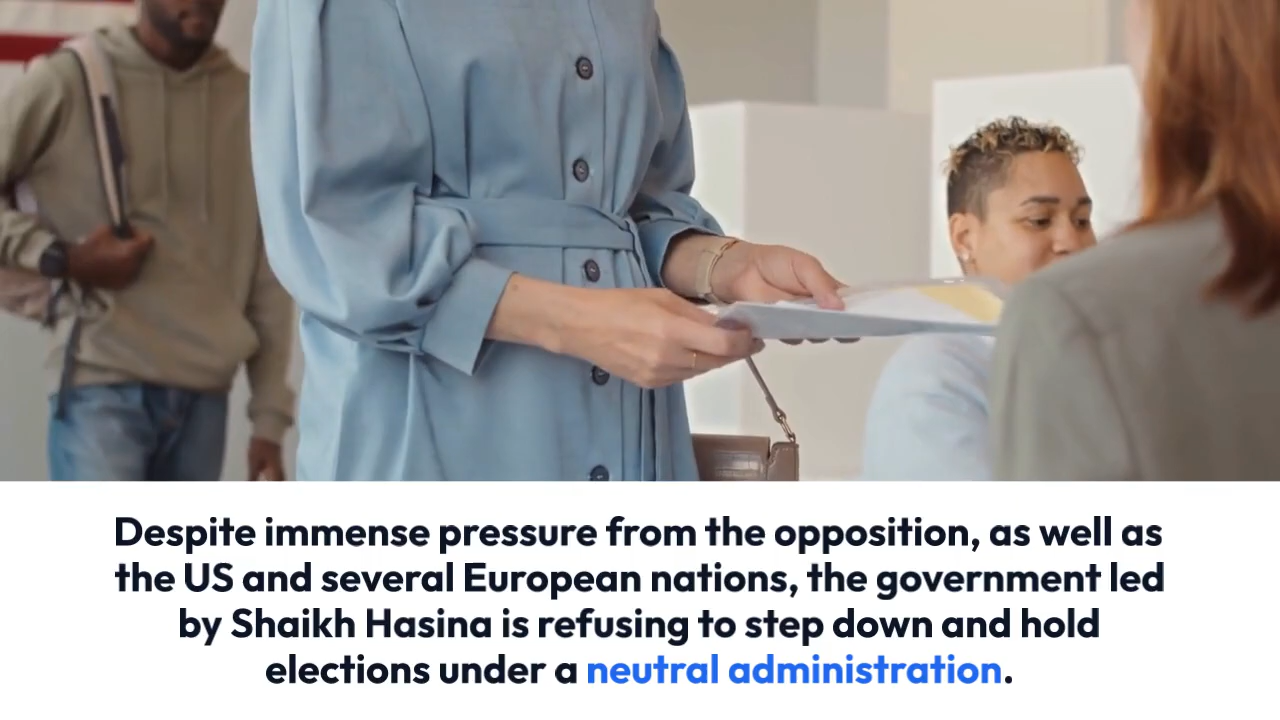 Despite immense pressure from the opposition, as well as
the US and several European nations, the government led
by Shaikh Hasina is refusing to step down and hold
elections under a neutral administration.